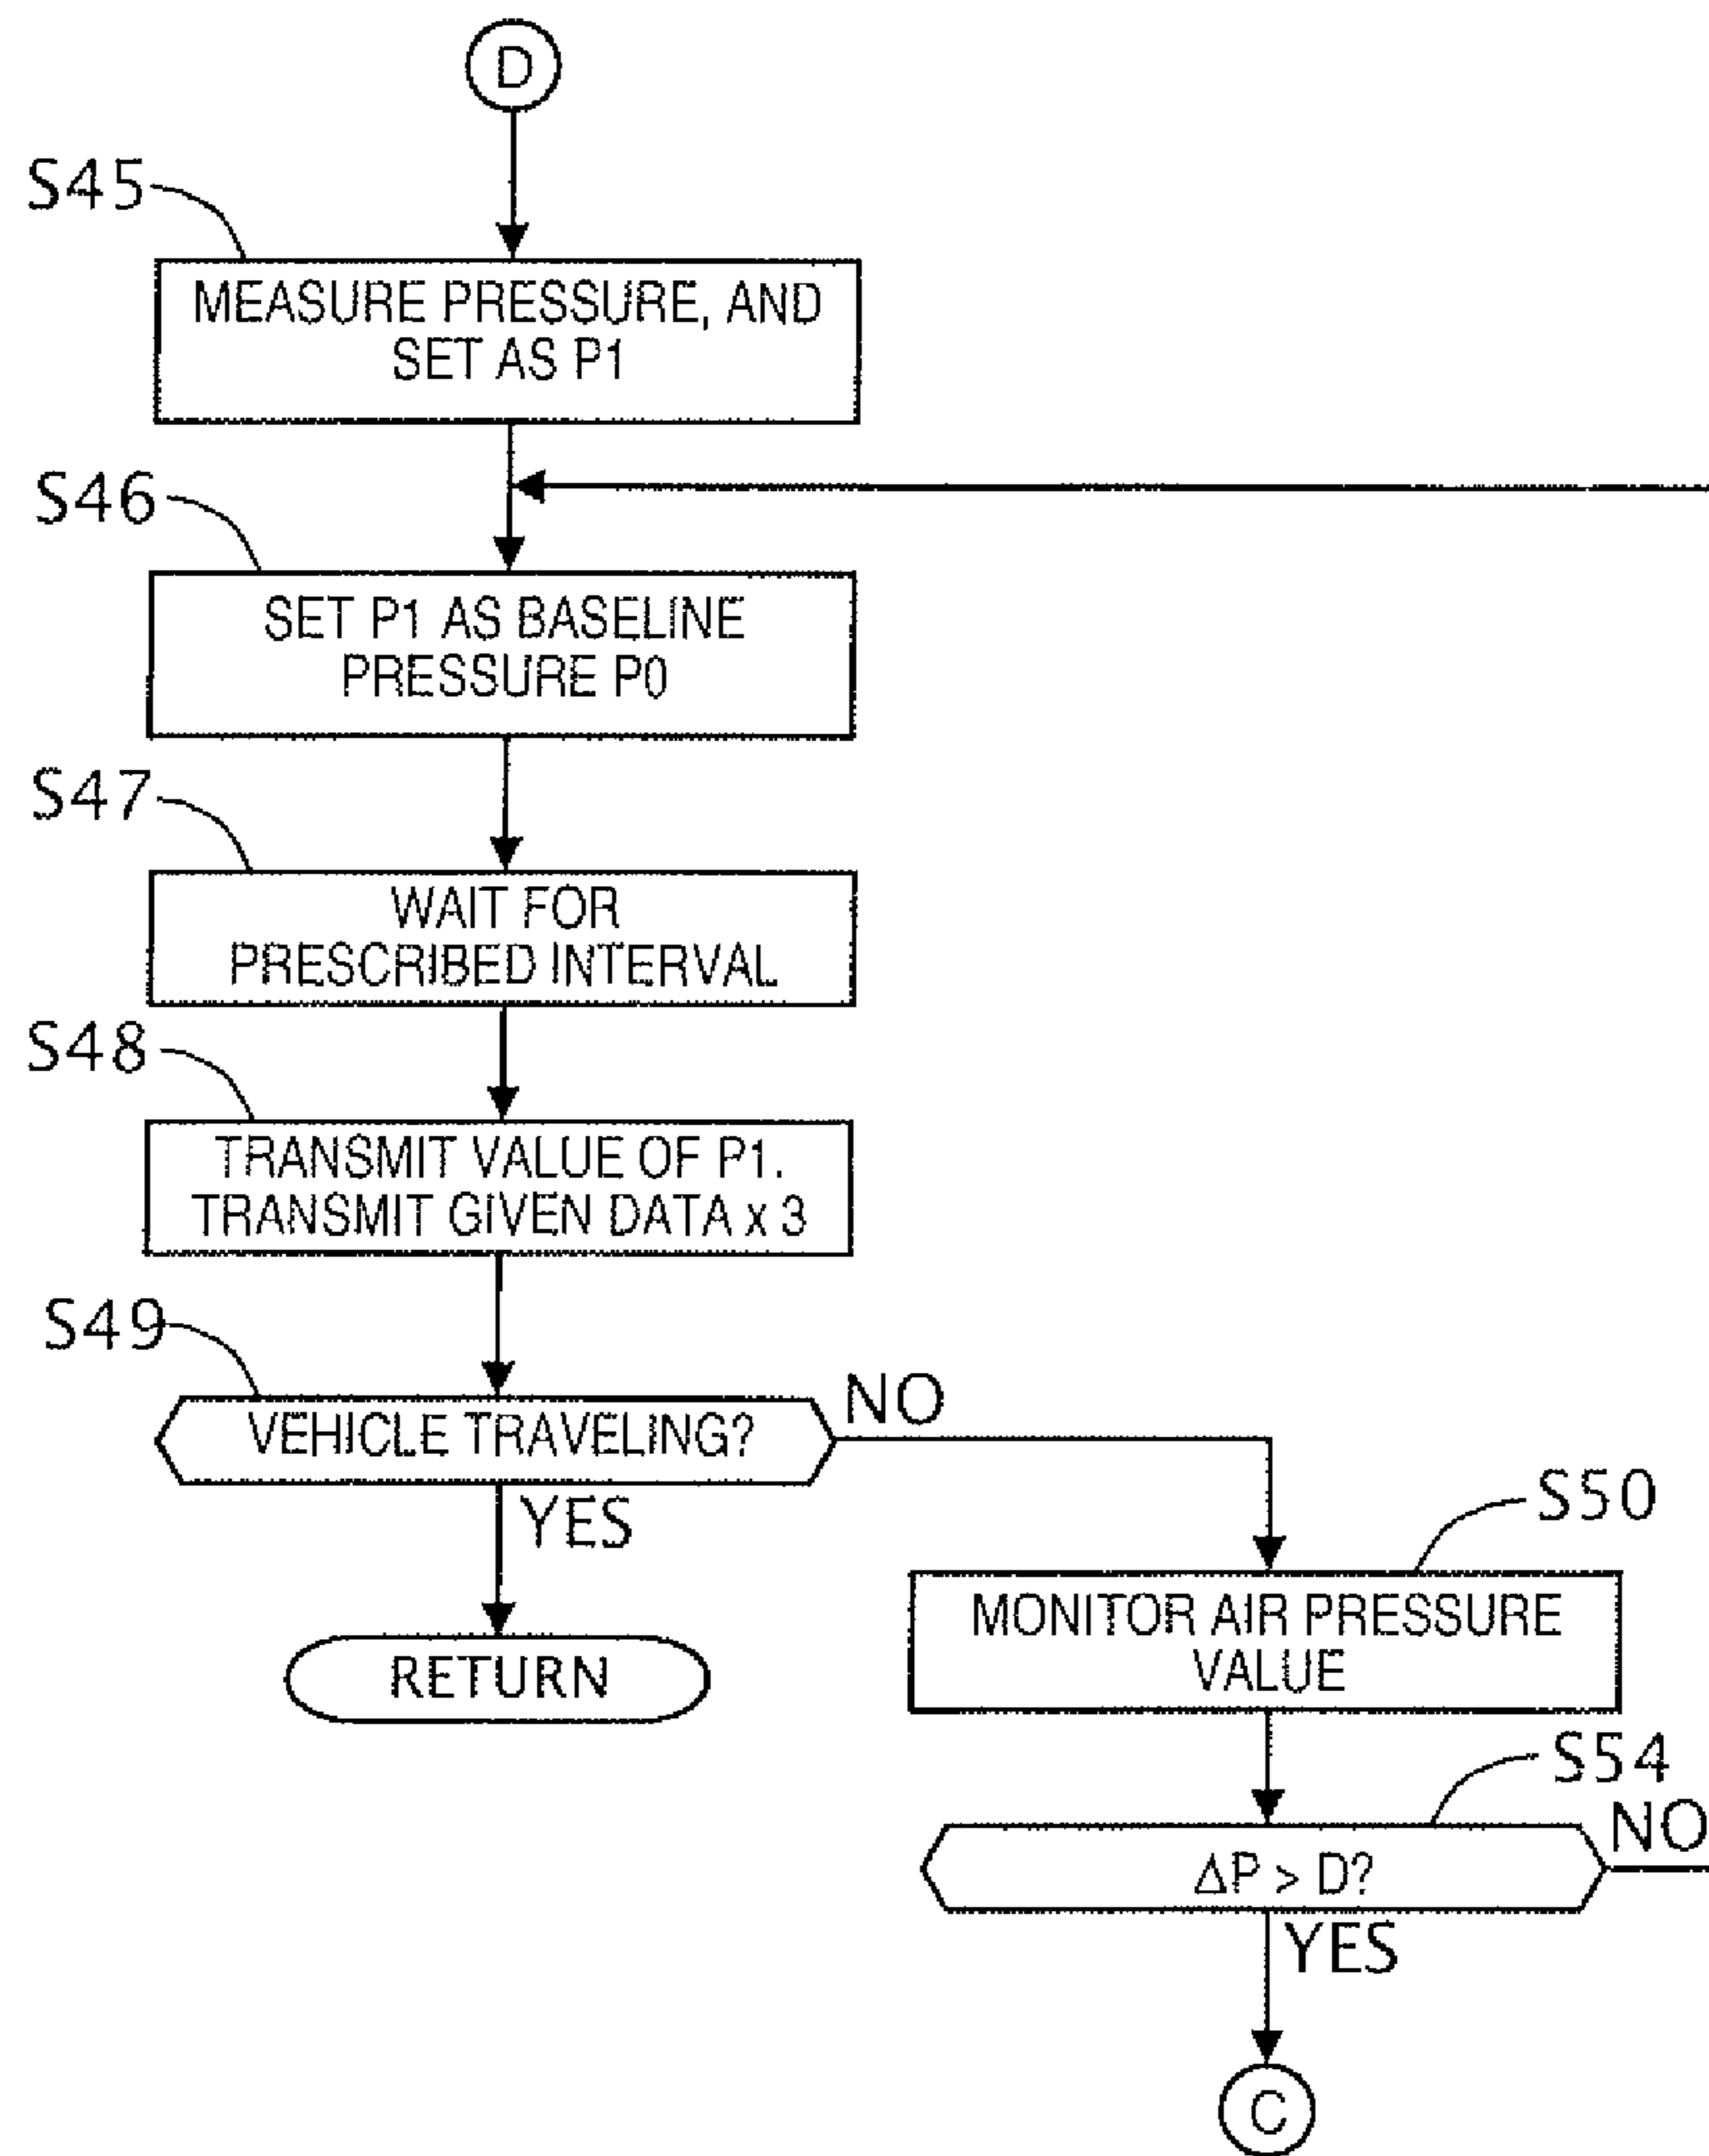 D
S45
MEASURE PRESSURE, AND
SET AS P1
S46
SET P1 AS BASELINE
PRESSURE P0
S47
WAIT FOR
PRESCRIBED INTERVAL
S48
TRANSMIT VALUE OF P1.
TRANSMIT GIVEN DATA x 3
S49
VEHICLE TRAVELING?
NO
YES
RETURN
S50
MONITOR AIR PRESSURE
VALUE
S54
ΔP > D?
NO
YES
C